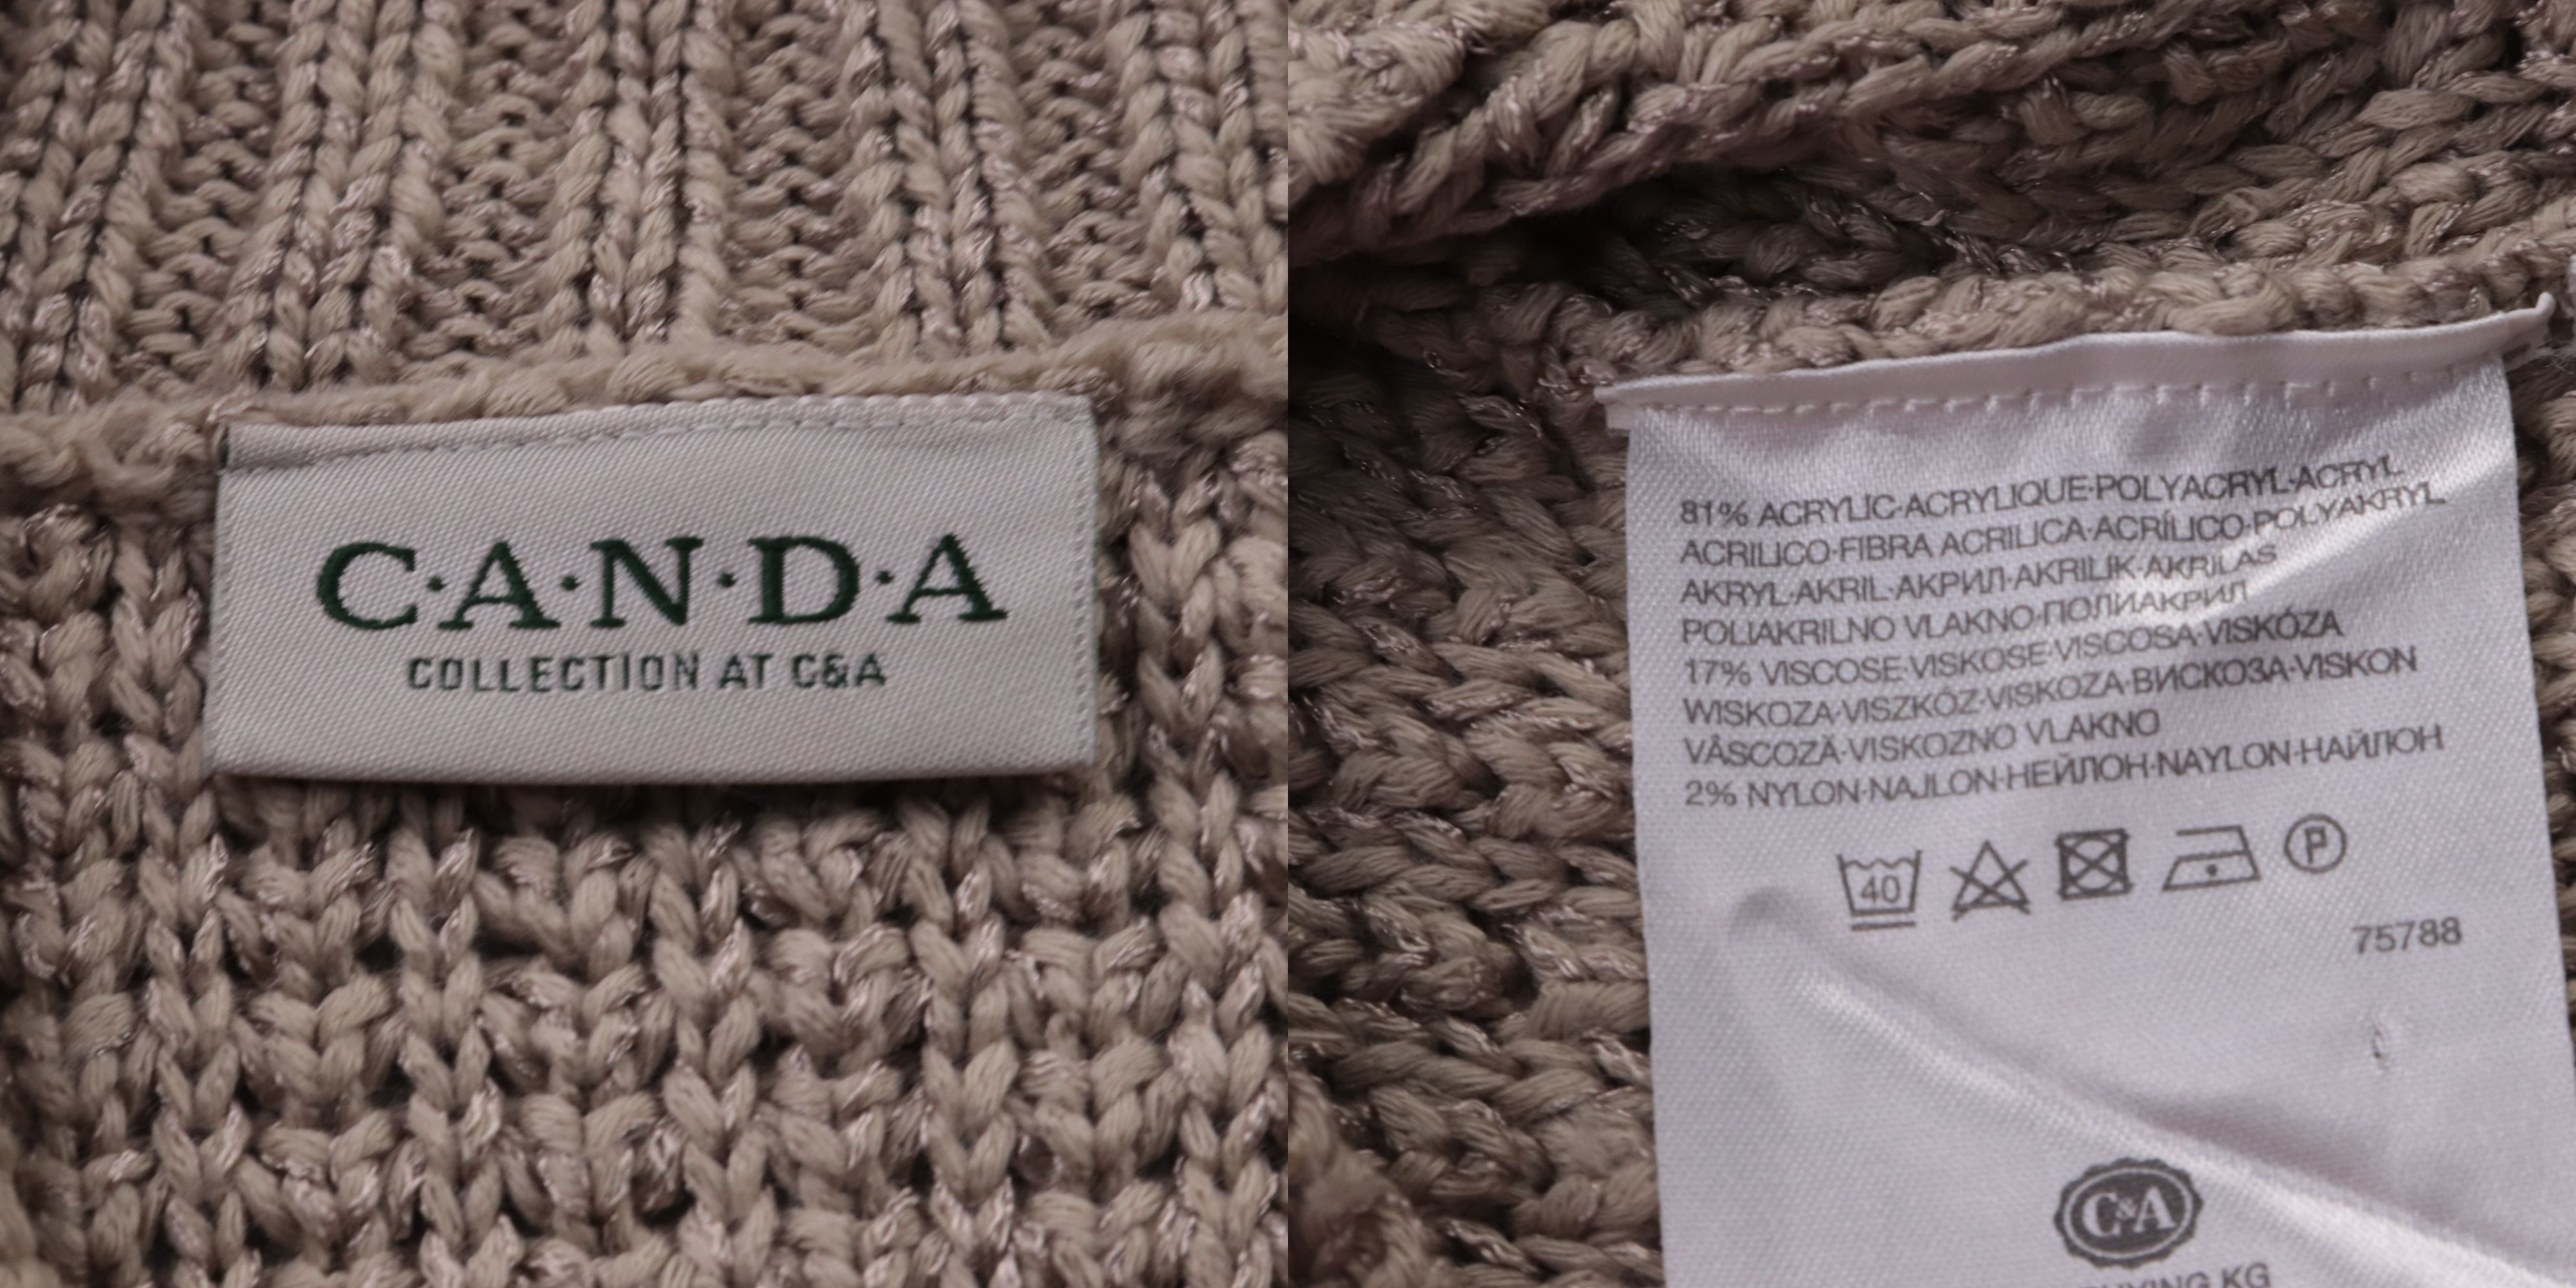 C·A·N·D·A
COLLECTION AT C&A
81% ACRYLIC·ACRYLIQUE·POLYACRYL·ACRYL
ACRILICO·FIBRA ACRILICA·ACRÍLICO·POLYAKRYL
AKRYL·AKRIL·АКРИЛ·AKRILIK·AKRILAS
POLIAKRILNO VLAKNO·ПОЛИАКРИЛ
17% VISCOSE·VISKOSE·VISCOSA·VISKÓZA
WISKOZA·VISZKÓZ·VISKOZA·ВИСКОЗА·VISKON
VÂSCOZĂ·VISKOZNO VLAKNO
2% NYLON·NAJLON·НЕЙЛОН·NAYLON·НАЙЛОН
40
P
75788
C&A
KG